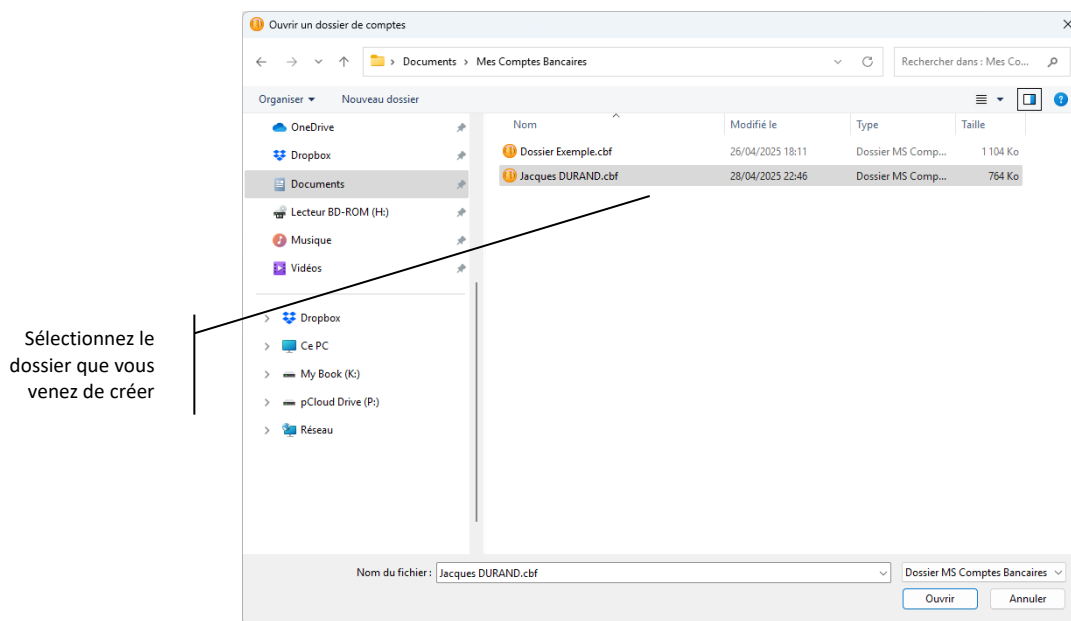 Ouvrir un dossier de comptes
Documents > Mes Comptes Bancaires
Rechercher dans : Mes Co...
Organiser
Nouveau dossier
OneDrive
Dropbox
Documents
Lecteur BD-ROM (H:)
Musique
Vidéos
Dropbox
Ce PC
My Book (K:)
pCloud Drive (P:)
Réseau
Nom Modifié le Type Taille
Dossier Exemple.cbf 26/04/2025 18:11 Dossier MS Comp... 1 104 Ko
Jacques DURAND.cbf 28/04/2025 22:46 Dossier MS Comp... 764 Ko
Sélectionnez le
dossier que vous
venez de créer
Nom du fichier : Jacques DURAND.cbf Dossier MS Comptes Bancaires
Ouvrir Annuler